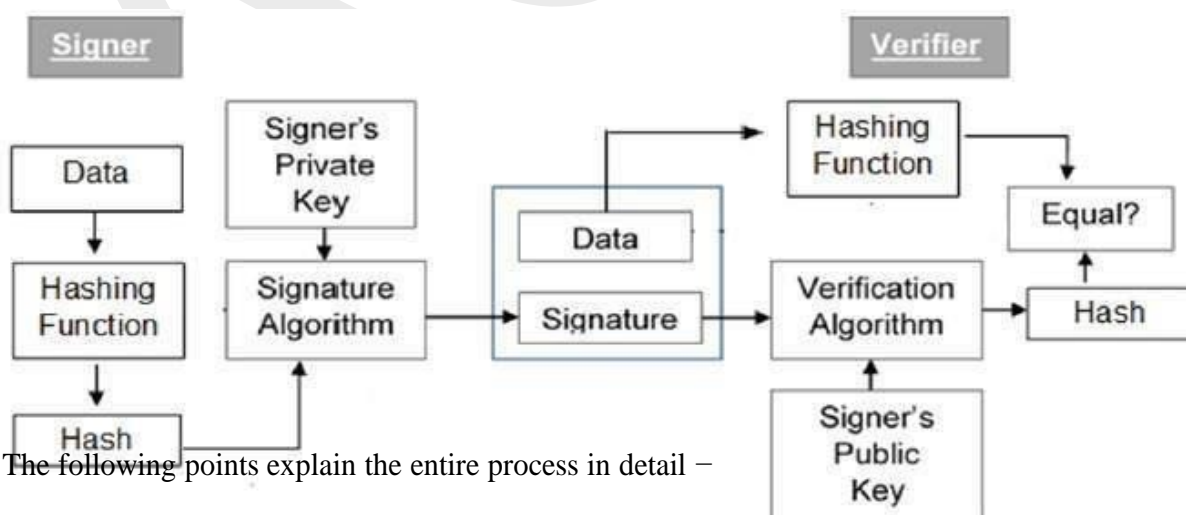 Signer
Verifier
Data
Hashing
Function
Hash
Signer's
Private
Key
Signature
Algorithm
Data
Signature
Hashing
Function
Equal?
Verification
Algorithm
Hash
Signer's
Public
Key
The following points explain the entire process in detail −